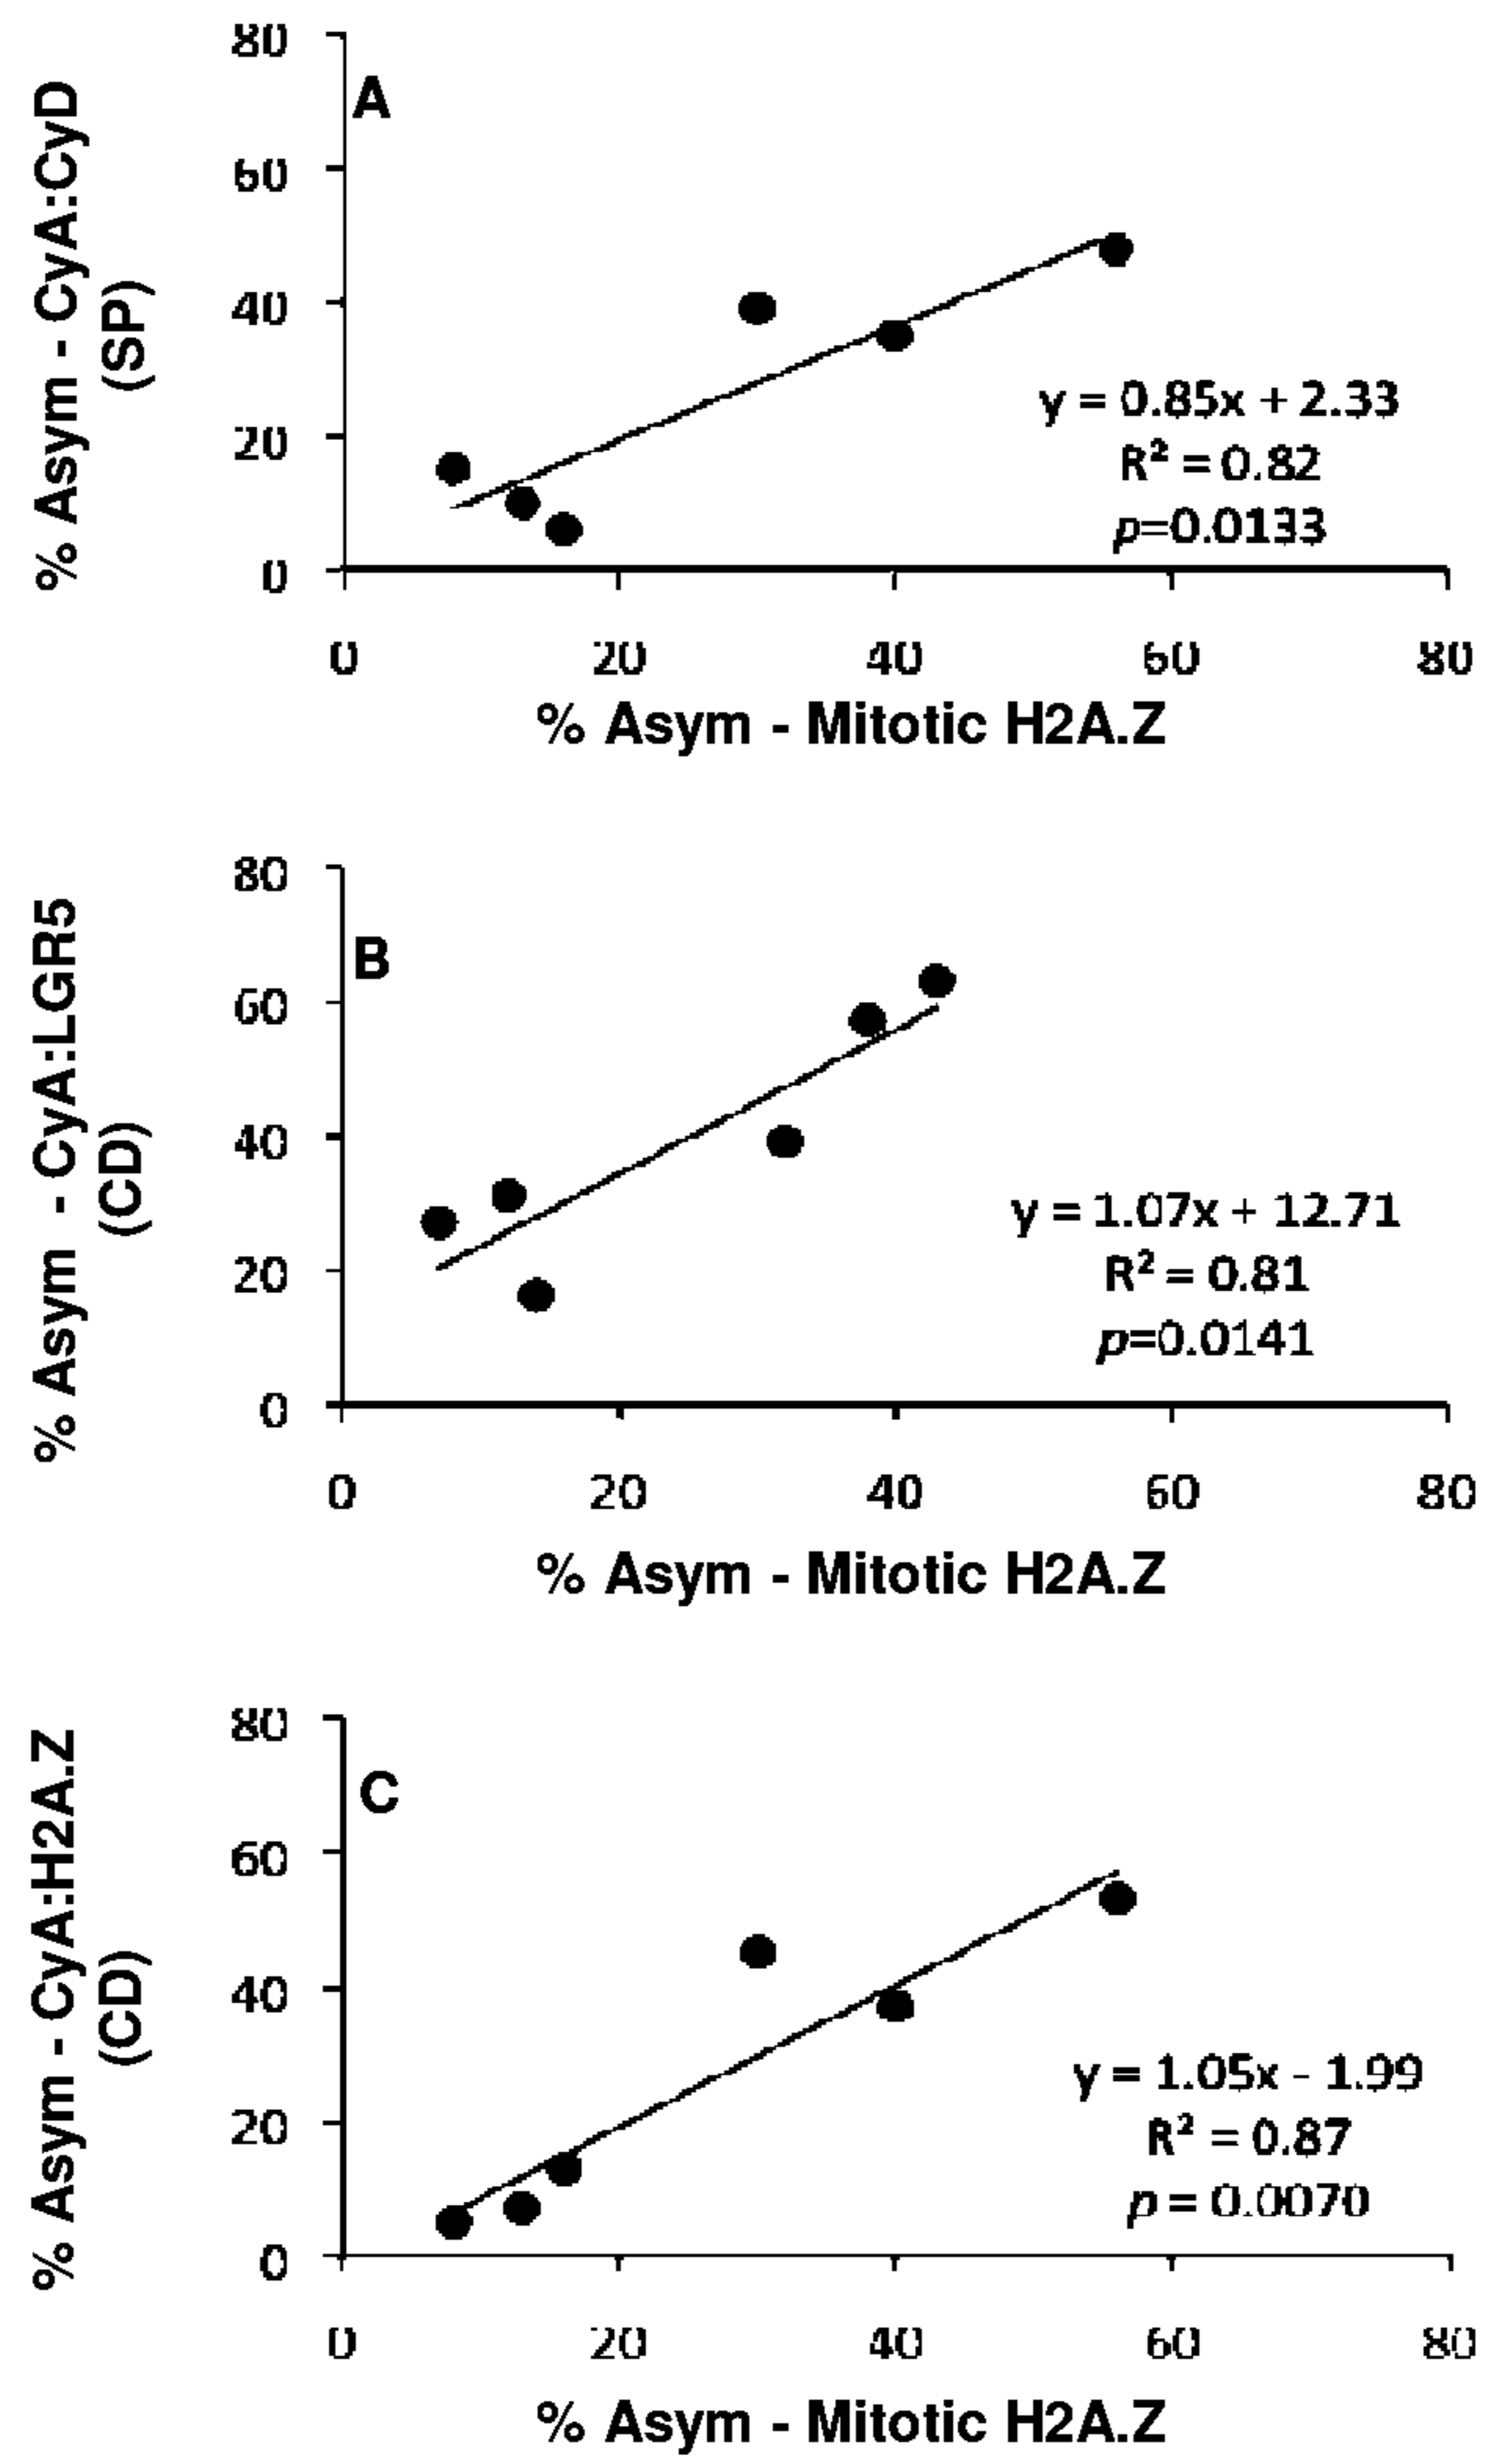 % Asym - CyA:CyD
(SP)
80
60
40
20
0
A
y = 0.85x + 2.33
R² = 0.82
p=0.0133
0 20 40 60 80
% Asym - Mitotic H2A.Z
% Asym - CyA:LGR5
(CD)
80
60
40
20
0
B
y = 1.07x + 12.71
R² = 0.81
p=0.0141
0 20 40 60 80
% Asym - Mitotic H2A.Z
% Asym - CyA:H2A.Z
(CD)
80
60
40
20
0
C
y = 1.05x - 1.99
R² = 0.87
p = 0.0070
0 20 40 60 80
% Asym - Mitotic H2A.Z